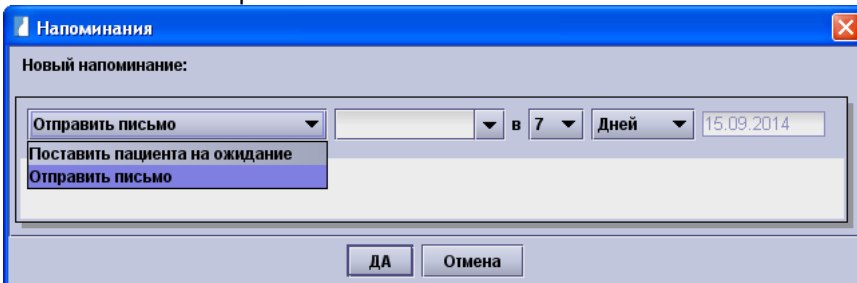 Напоминания
Новый напоминание:
Отправить письмо в 7 Дней 15.09.2014
Поставить пациента на ожидание
Отправить письмо
ДА Отмена